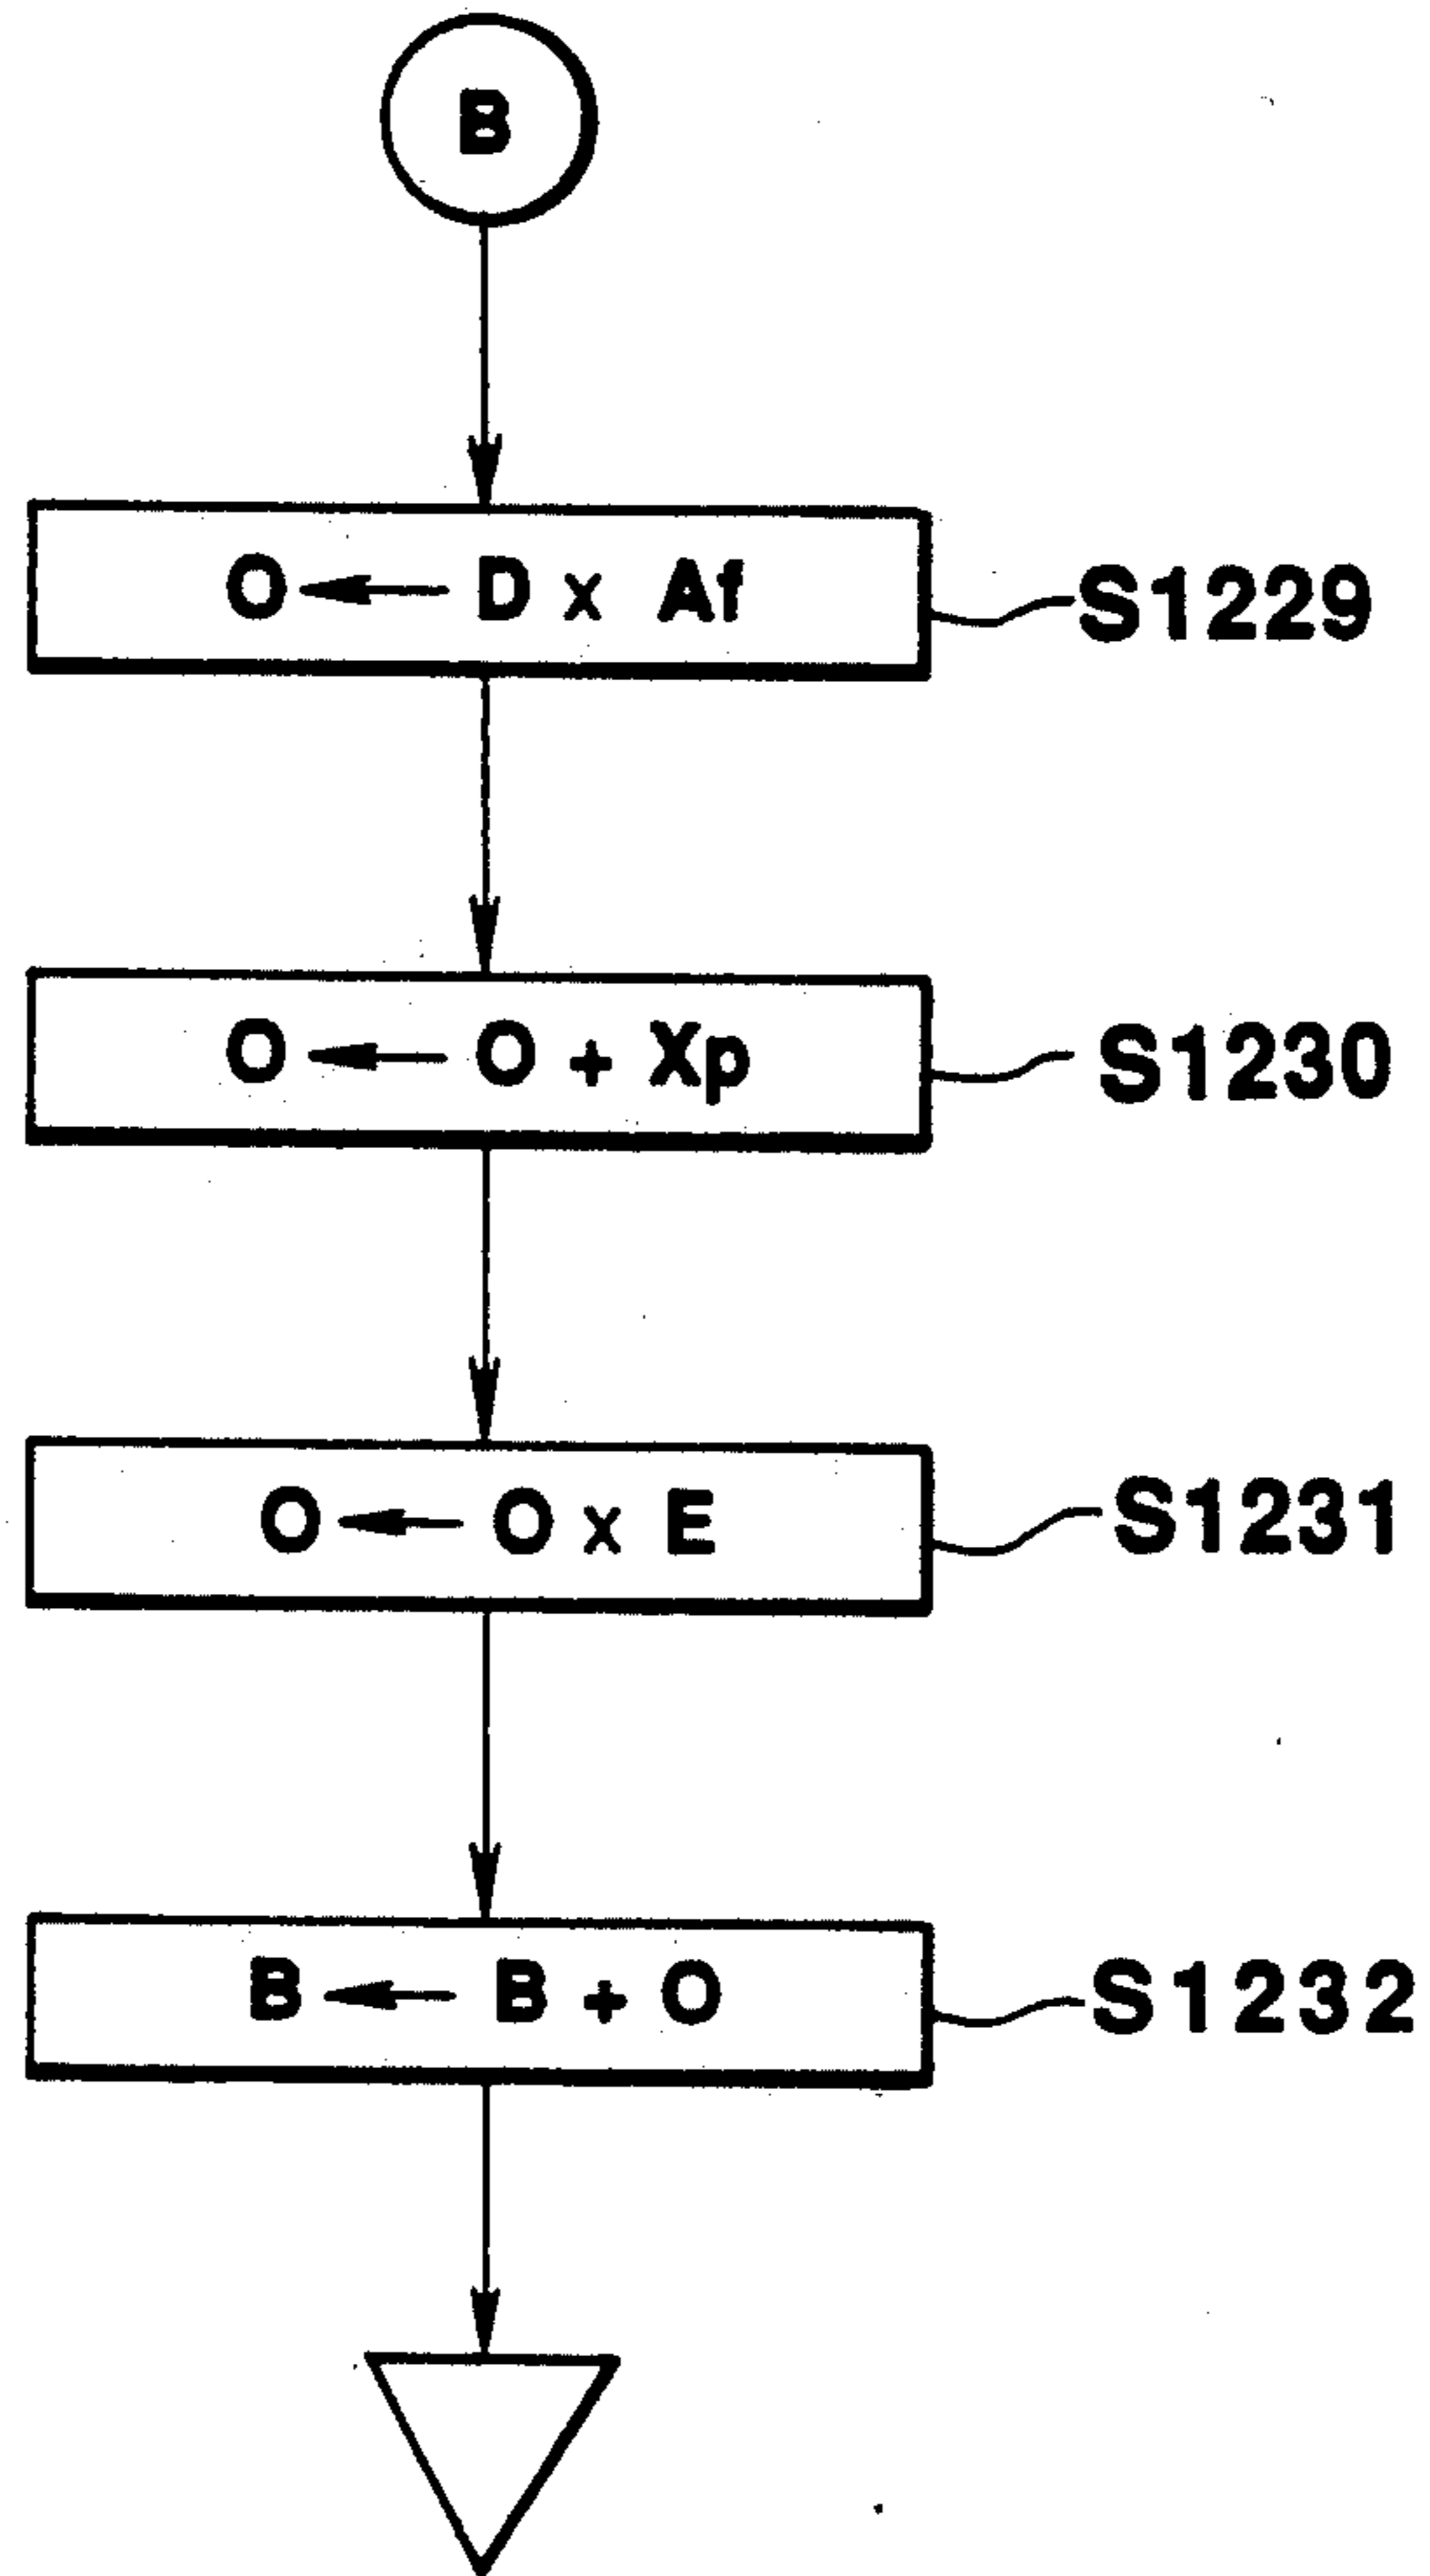 B
O ← D x Af S1229
O ← O + Xp S1230
O ← O x E S1231
B ← B + O S1232